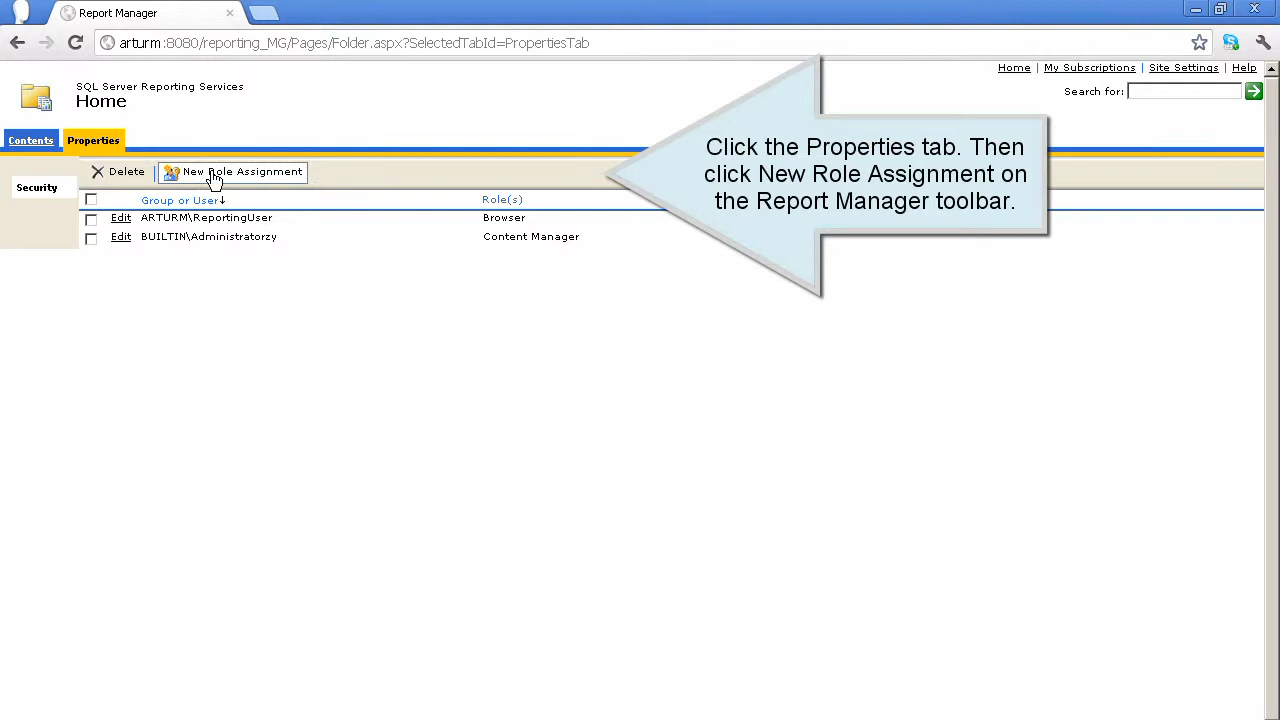 Report Manager
arturm:8080/reporting_MG/Pages/Folder.aspx?SelectedTabId=PropertiesTab
Home | My Subscriptions | Site Settings | Help
SQL Server Reporting Services
Home
Search for:
Contents
Properties
Delete | New Role Assignment
Security
Group or User↓ Role(s)
Edit ARTURM\ReportingUser Browser
Edit BUILTIN\Administratorzy Content Manager
Click the Properties tab. Then
click New Role Assignment on
the Report Manager toolbar.